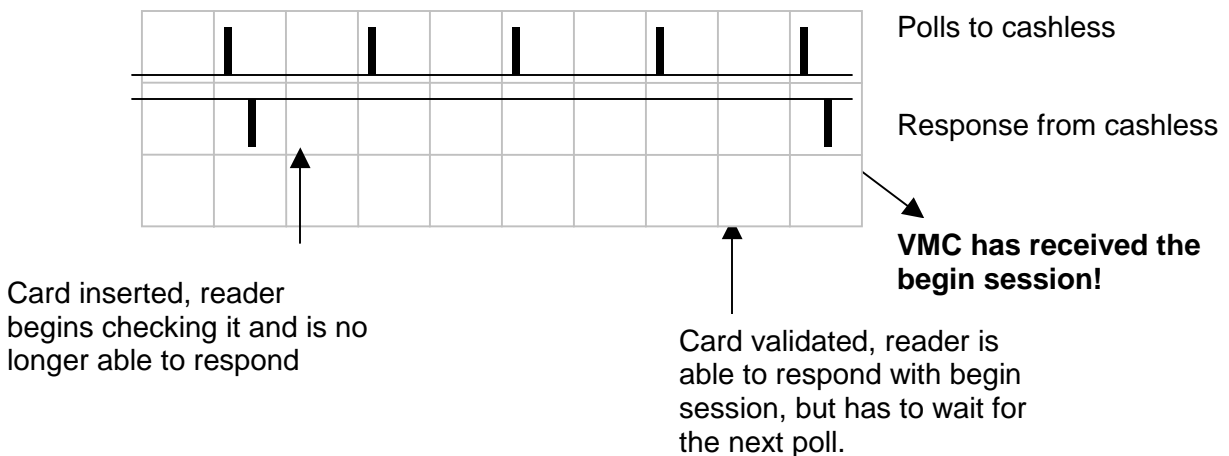 Polls to cashless
Response from cashless
VMC has received the
begin session!
Card inserted, reader
begins checking it and is no
longer able to respond
Card validated, reader is
able to respond with begin
session, but has to wait for
the next poll.